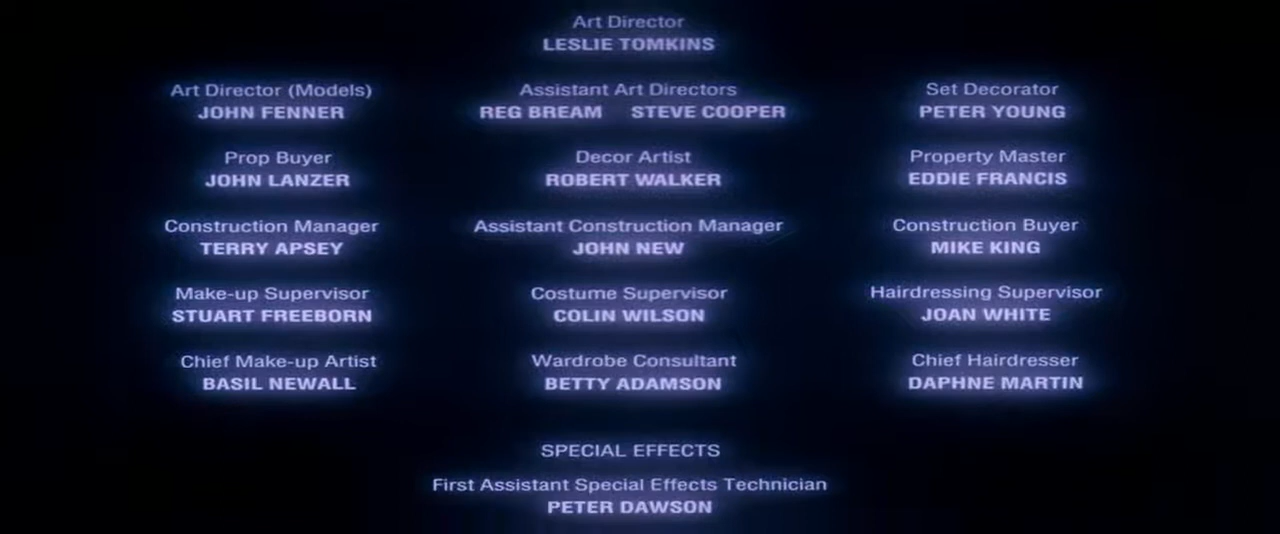 Art Director
LESLIE TOMKINS
Art Director (Models)
JOHN FENNER
Assistant Art Directors
REG BREAM STEVE COOPER
Set Decorator
PETER YOUNG
Prop Buyer
JOHN LANZER
Decor Artist
ROBERT WALKER
Property Master
EDDIE FRANCIS
Construction Manager
TERRY APSEY
Assistant Construction Manager
JOHN NEW
Construction Buyer
MIKE KING
Make-up Supervisor
STUART FREEBORN
Costume Supervisor
COLIN WILSON
Hairdressing Supervisor
JOAN WHITE
Chief Make-up Artist
BASIL NEWALL
Wardrobe Consultant
BETTY ADAMSON
Chief Hairdresser
DAPHNE MARTIN
SPECIAL EFFECTS
First Assistant Special Effects Technician
PETER DAWSON